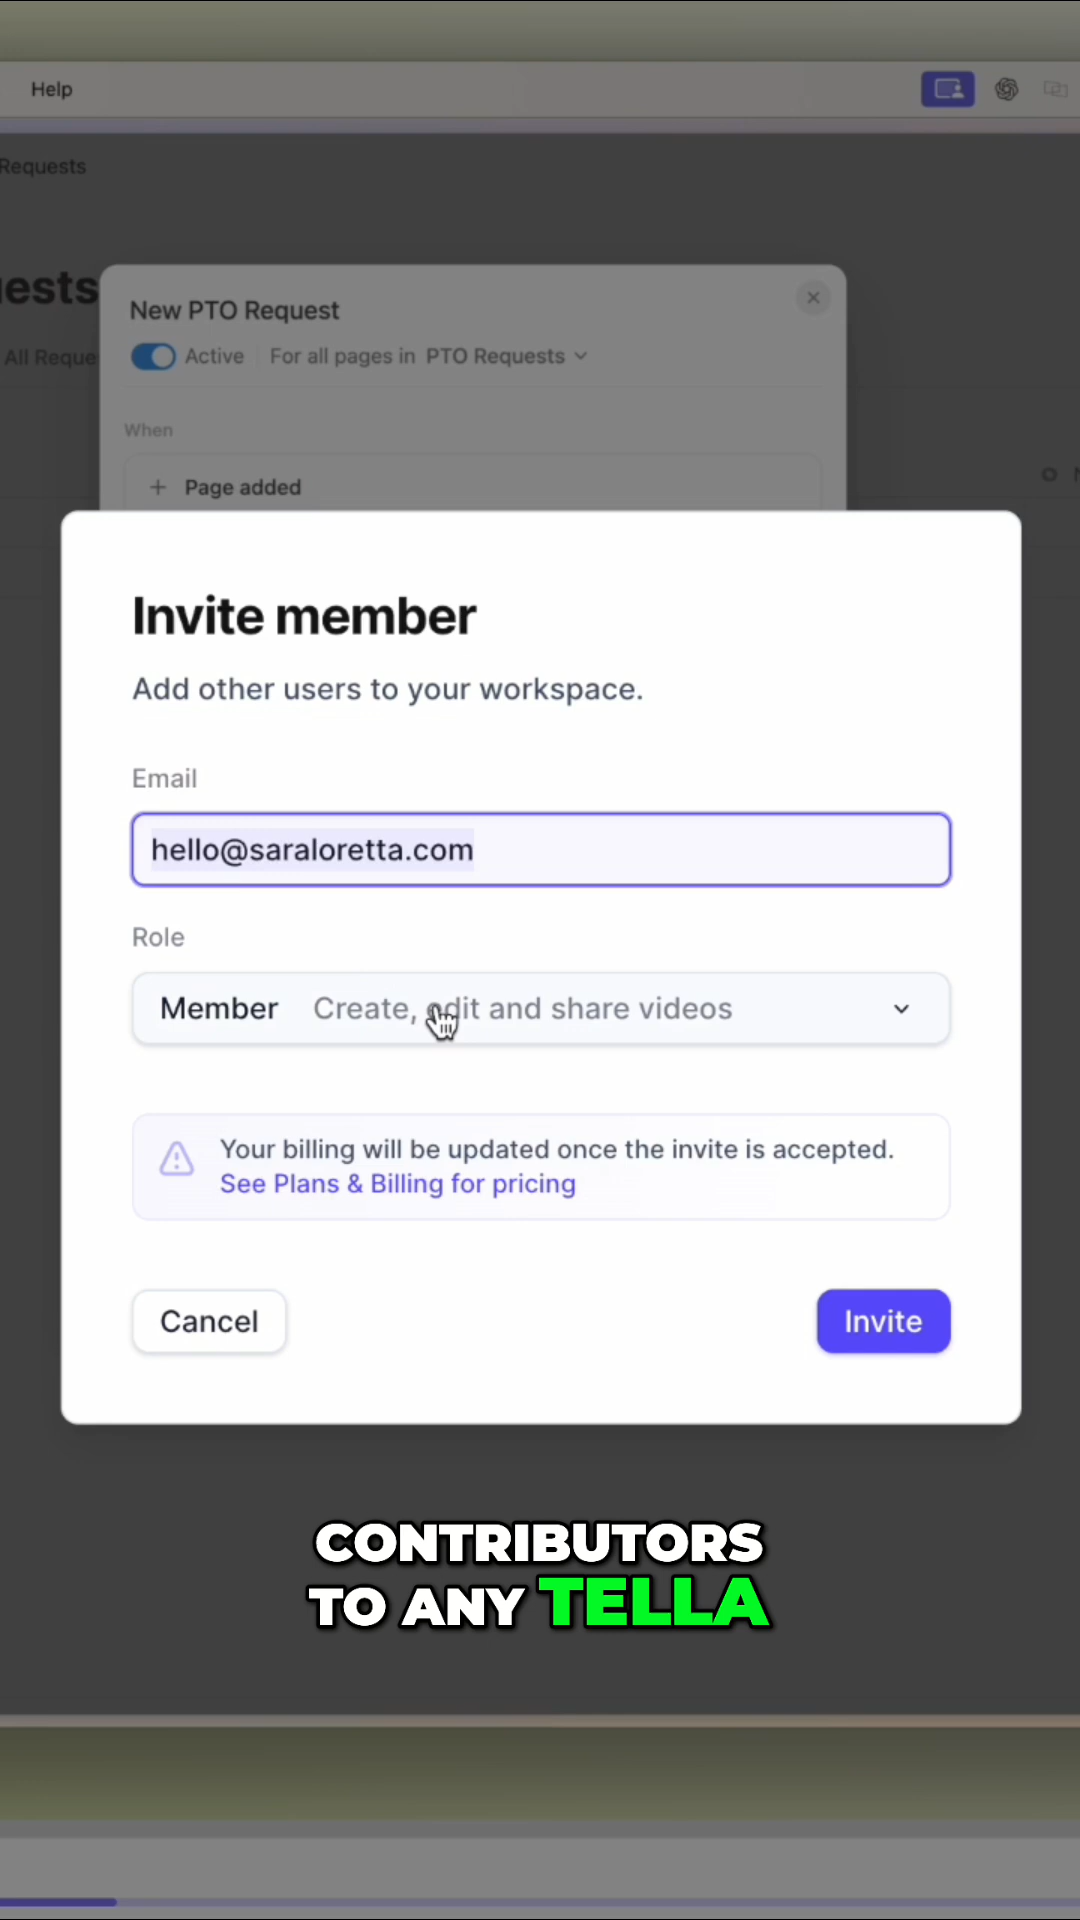 Help
Requests
uests
New PTO Request
All Reque
Active For all pages in PTO Requests
When
Page added
Invite member
Add other users to your workspace.
Email
hello@saraloretta.com
Role
Member Create, edit and share videos
Your billing will be updated once the invite is accepted.
See Plans & Billing for pricing
Cancel
Invite
CONTRIBUTORS
TO ANY TELLA